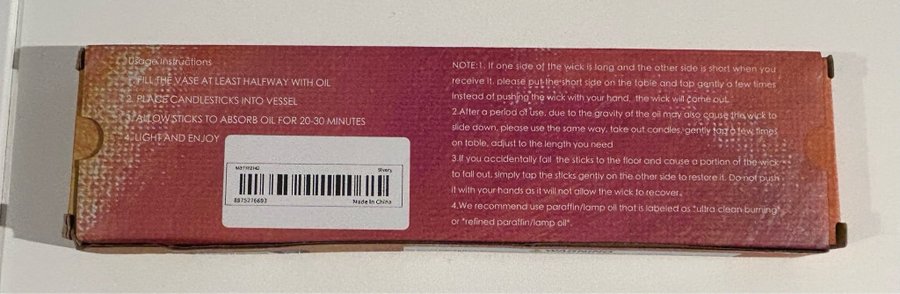 Usage Instructions
1. FILL THE VASE AT LEAST HALFWAY WITH OIL
2. PLACE CANDLESTICKS INTO VESSEL
3. ALLOW STICKS TO ABSORB OIL FOR 20-30 MINUTES
4. LIGHT AND ENJOY
Slivery
8875276693
Made In China
NOTE:1. If one side of the wick is long and the other side is short when you
receive it, please put the short side on the table and tap gently a few times
Instead of pushing the wick with your hand, the wick will come out.
2.After a period of use, due to the gravity of the oil may also cause the wick to
slide down, please use the same way, take out candles, gently tap a few times
on table, adjust to the length you need
3.If you accidentally fall the sticks to the floor and cause a portion of the wick
to fall out, simply tap the sticks gently on the other side to restore it. Do not push
it with your hands as it will not allow the wick to recover.
4.We recommend use paraffin/lamp oil that is labeled as "ultra clean burning"
or "refined paraffin/lamp oil".